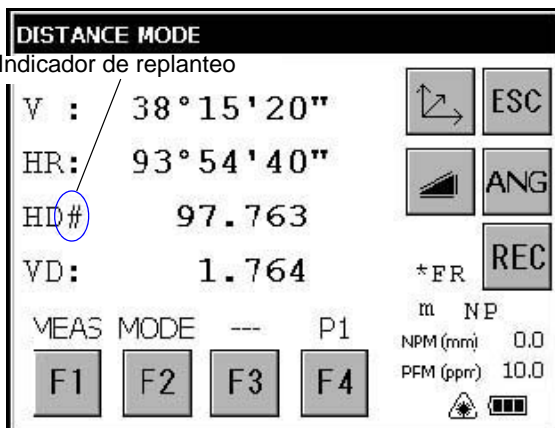 DISTANCE MODE
Indicador de replanteo
V : 38°15'20"
HR: 93°54'40"
HD# 97.763
VD: 1.764
ESC
ANG
REC
*FR
m NP
NPM (mm) 0.0
PFM (ppm) 10.0
MEAS MODE --- P1
F1 F2 F3 F4